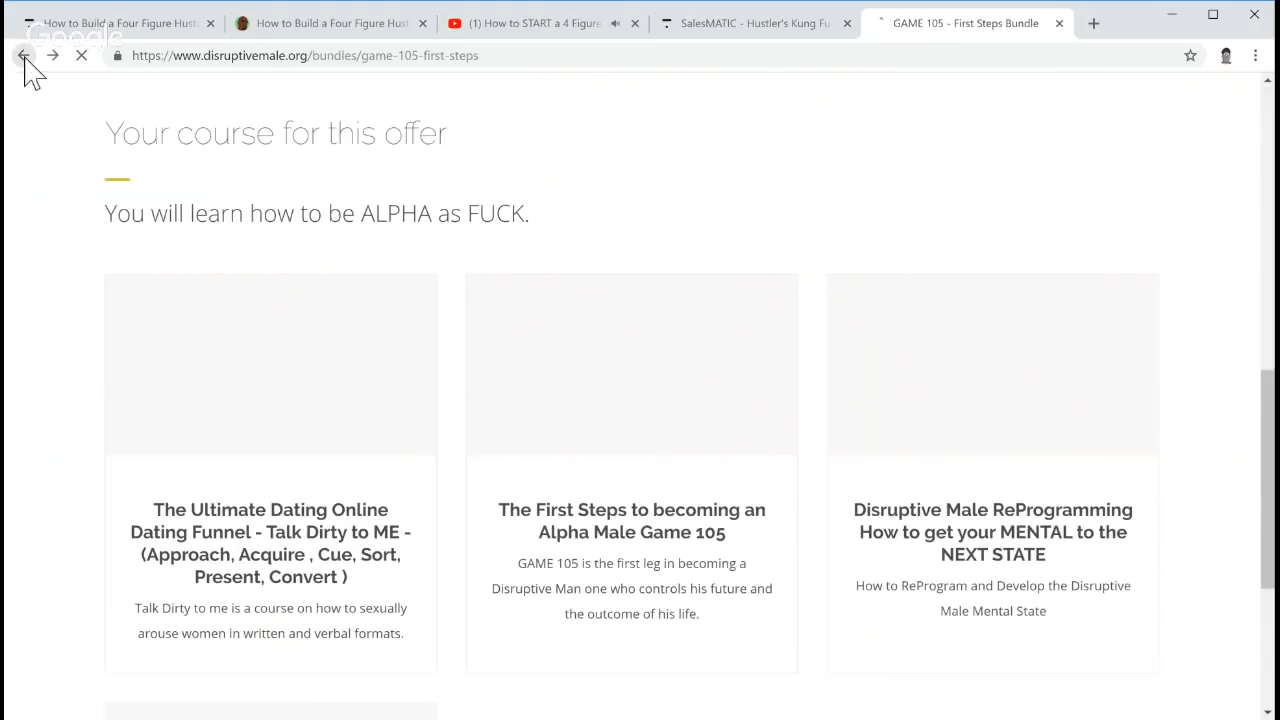 How to Build a Four Figure Hust
How to Build a Four Figure Hust
(1) How to START a 4 Figure
SalesMATIC - Hustler's Kung Fu
GAME 105 - First Steps Bundle
Google
https://www.disruptivemale.org/bundles/game-105-first-steps
Your course for this offer
You will learn how to be ALPHA as FUCK.
The Ultimate Dating Online
Dating Funnel - Talk Dirty to ME -
(Approach, Acquire , Cue, Sort,
Present, Convert )
Talk Dirty to me is a course on how to sexually
arouse women in written and verbal formats.
The First Steps to becoming an
Alpha Male Game 105
GAME 105 is the first leg in becoming a
Disruptive Man one who controls his future and
the outcome of his life.
Disruptive Male ReProgramming
How to get your MENTAL to the
NEXT STATE
How to ReProgram and Develop the Disruptive
Male Mental State